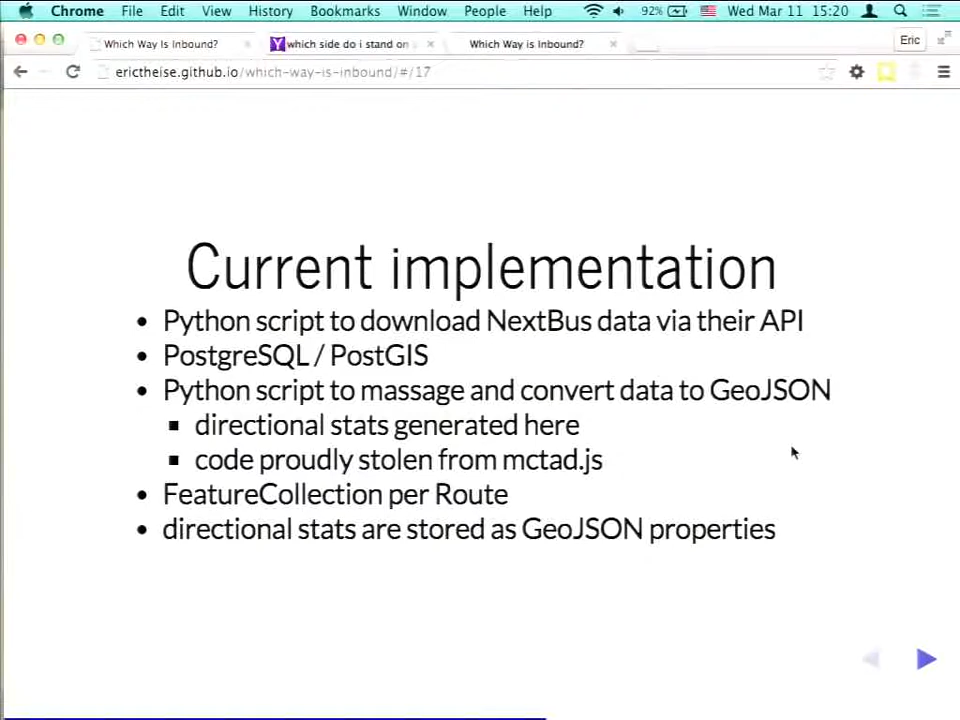 Chrome File Edit View History Bookmarks Window People Help 92% Wed Mar 11 15:20
Which Way Is Inbound? which side do i stand on Which Way is Inbound? Eric
erictheise.github.io/which-way-is-inbound/#/17
Current implementation
• Python script to download NextBus data via their API
• PostgreSQL / PostGIS
• Python script to massage and convert data to GeoJSON
▪ directional stats generated here
▪ code proudly stolen from mctad.js
• FeatureCollection per Route
• directional stats are stored as GeoJSON properties